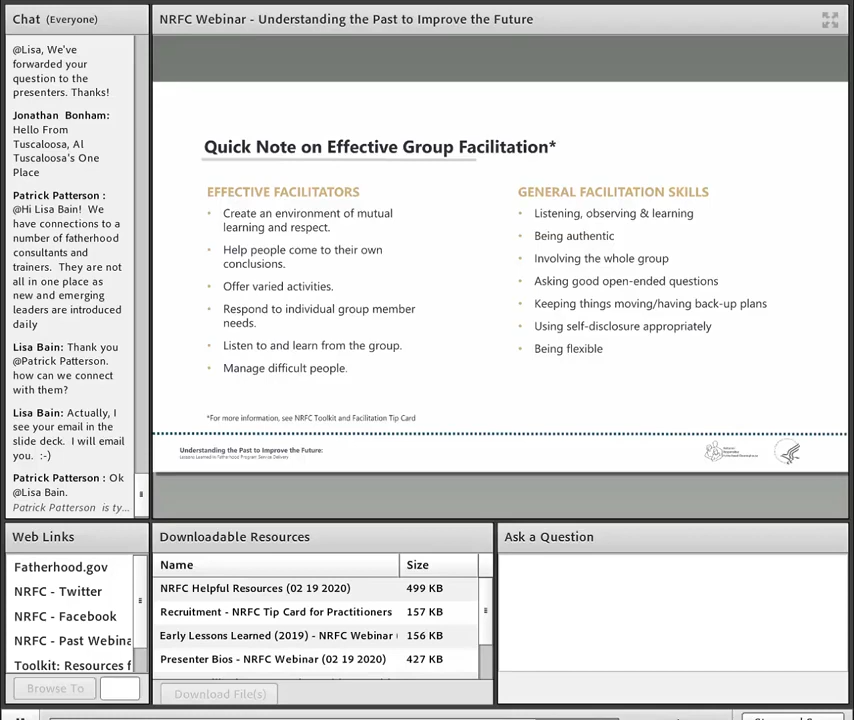 Chat (Everyone)
@Lisa, We've
forwarded your
question to the
presenters. Thanks!
Jonathan Bonham:
Hello From
Tuscaloosa, Al
Tuscaloosa's One
Place
Patrick Patterson :
@Hi Lisa Bain! We
have connections to a
number of fatherhood
consultants and
trainers. They are not
all in one place as
new and emerging
leaders are introduced
daily
Lisa Bain: Thank you
@Patrick Patterson.
how can we connect
with them?
Lisa Bain: Actually, I
see your email in the
slide deck. I will email
you. :-)
Patrick Patterson : Ok
@Lisa Bain.
Patrick Patterson is ty...
NRFC Webinar - Understanding the Past to Improve the Future
Quick Note on Effective Group Facilitation*
EFFECTIVE FACILITATORS
• Create an environment of mutual
learning and respect.
• Help people come to their own
conclusions.
• Offer varied activities.
• Respond to individual group member
needs.
• Listen to and learn from the group.
• Manage difficult people.
GENERAL FACILITATION SKILLS
• Listening, observing & learning
• Being authentic
• Involving the whole group
• Asking good open-ended questions
• Keeping things moving/having back-up plans
• Using self-disclosure appropriately
• Being flexible
*For more information, see NRFC Toolkit and Facilitation Tip Card
Understanding the Past to Improve the Future:
Lessons Learned in Fatherhood Program Service Delivery
Web Links
Fatherhood.gov
NRFC - Twitter
NRFC - Facebook
NRFC - Past Webina
Toolkit: Resources f
Browse To
Downloadable Resources
Name Size
NRFC Helpful Resources (02 19 2020) 499 KB
Recruitment - NRFC Tip Card for Practitioners 157 KB
Early Lessons Learned (2019) - NRFC Webinar 156 KB
Presenter Bios - NRFC Webinar (02 19 2020) 427 KB
Download File(s)
Ask a Question